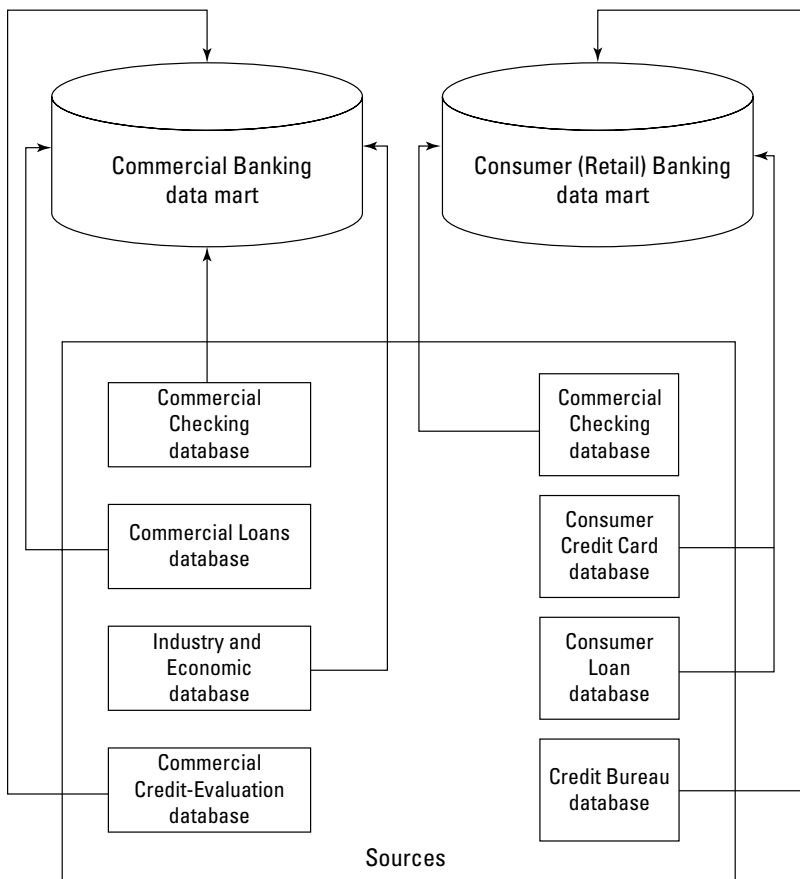 Commercial Banking
data mart
Consumer (Retail) Banking
data mart
Commercial
Checking
database
Commercial Loans
database
Industry and
Economic
database
Commercial
Credit-Evaluation
database
Commercial
Checking
database
Consumer
Credit Card
database
Consumer
Loan
database
Credit Bureau
database
Sources